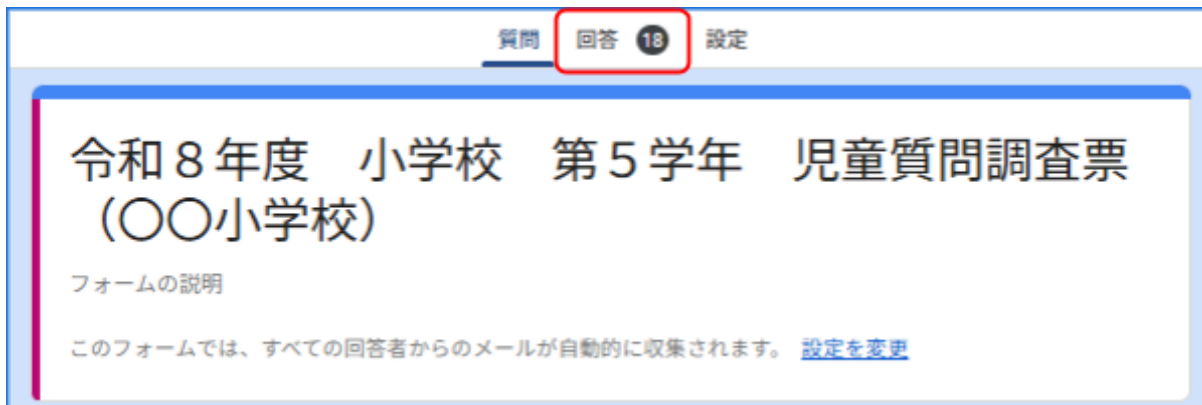 質問 回答 18 設定
令和８年度　小学校　第５学年　児童質問調査票
（〇〇小学校）
フォームの説明
このフォームでは、すべての回答者からのメールが自動的に収集されます。 設定を変更